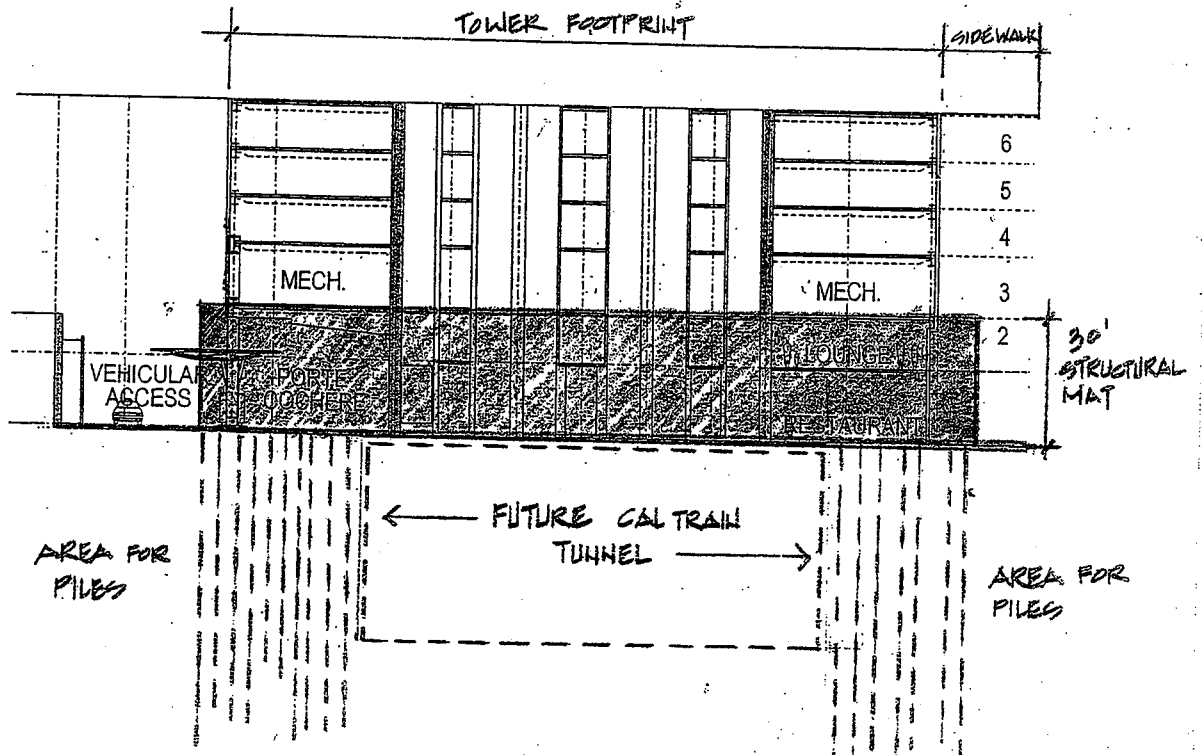 TOWER FOOTPRINT
SIDEWALK
6
5
4
MECH.
MECH.
3
2
30'
STRUCTURAL
MAT
LOUNGE
VEHICULAR
ACCESS
PORTE
COCHERE
RESTAURANT
FUTURE CALTRAIN
TUNNEL
AREA FOR
PILES
AREA FOR
PILES